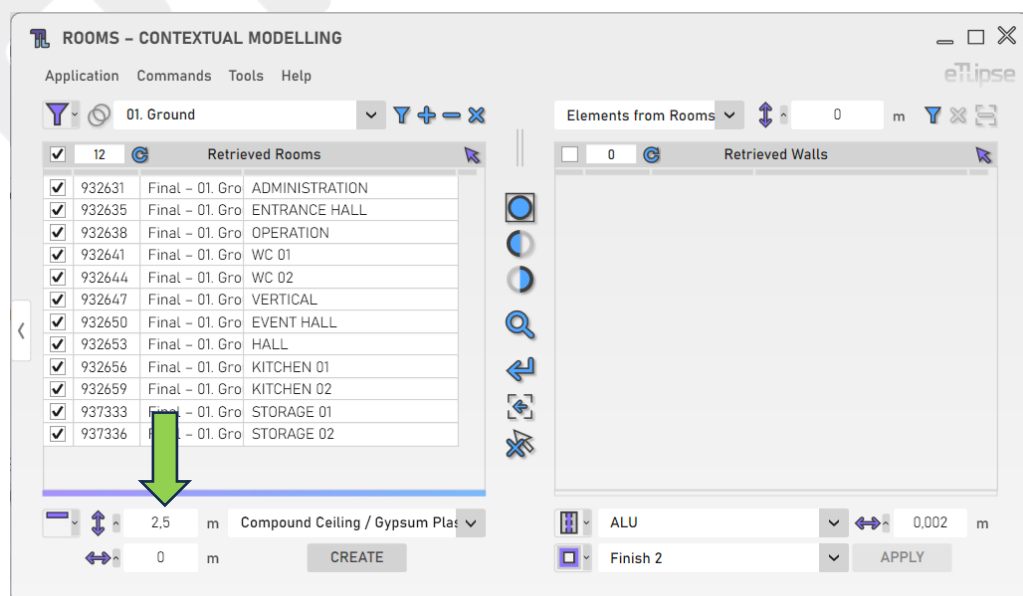 ROOMS – CONTEXTUAL MODELLING
Application Commands Tools Help
eTLipse
01. Ground
Elements from Rooms 0 m
12 Retrieved Rooms
0 Retrieved Walls
932631 Final – 01. Gro ADMINISTRATION
932635 Final – 01. Gro ENTRANCE HALL
932638 Final – 01. Gro OPERATION
932641 Final – 01. Gro WC 01
932644 Final – 01. Gro WC 02
932647 Final – 01. Gro VERTICAL
932650 Final – 01. Gro EVENT HALL
932653 Final – 01. Gro HALL
932656 Final – 01. Gro KITCHEN 01
932659 Final – 01. Gro KITCHEN 02
937333 Final – 01. Gro STORAGE 01
937336 Final – 01. Gro STORAGE 02
2,5 m Compound Ceiling / Gypsum Plas
ALU 0,002 m
0 m CREATE
Finish 2 APPLY